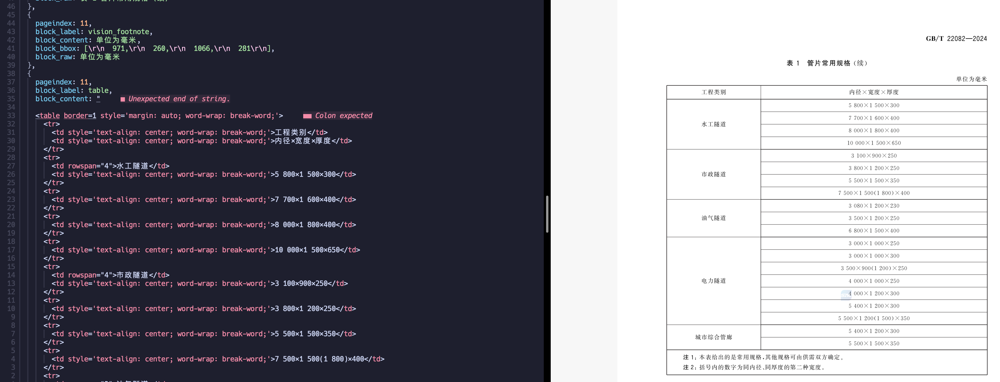 46 },
45 {
44 pageindex: 11,
43 block_label: vision_footnote,
42 block_content: 单位为毫米,
41 block_bbox: [\r\n  971,\r\n  260,\r\n  1066,\r\n  281\r\n],
40 block_raw: 单位为毫米
39 },
38 {
37 pageindex: 11,
36 block_label: table,
35 block_content: " ■ Unexpected end of string.
34
33 <table border=1 style='margin: auto; word-wrap: break-word;'> ■■ Colon expected
32 <tr>
31 <td style='text-align: center; word-wrap: break-word;'>工程类别</td>
30 <td style='text-align: center; word-wrap: break-word;'>内径×宽度×厚度</td>
29 </tr>
28 <tr>
27 <td rowspan="4">水工隧道</td>
26 <td style='text-align: center; word-wrap: break-word;'>5 800×1 500×300</td>
25 </tr>
24 <tr>
23 <td style='text-align: center; word-wrap: break-word;'>7 700×1 600×400</td>
22 </tr>
21 <tr>
20 <td style='text-align: center; word-wrap: break-word;'>8 000×1 800×400</td>
19 </tr>
18 <tr>
17 <td style='text-align: center; word-wrap: break-word;'>10 000×1 500×650</td>
16 </tr>
15 <tr>
14 <td rowspan="4">市政隧道</td>
13 <td style='text-align: center; word-wrap: break-word;'>3 100×900×250</td>
12 </tr>
11 <tr>
10 <td style='text-align: center; word-wrap: break-word;'>3 800×1 200×250</td>
9 </tr>
8 <tr>
7 <td style='text-align: center; word-wrap: break-word;'>5 500×1 500×350</td>
6 </tr>
5 <tr>
4 <td style='text-align: center; word-wrap: break-word;'>7 500×1 500(1 800)×400</td>
3 </tr>
2 <tr>
GB/T 22082—2024
表 1 管片常用规格(续)
单位为毫米
工程类别 内径×宽度×厚度
水工隧道
5 800×1 500×300
7 700×1 600×400
8 000×1 800×400
10 000×1 500×650
市政隧道
3 100×900×250
3 800×1 200×250
5 500×1 500×350
7 500×1 500(1 800)×400
油气隧道
3 080×1 200×230
3 500×1 200×250
6 800×1 500×400
电力隧道
3 000×1 000×250
3 000×1 000×300
3 500×900(1 200)×250
4 000×1 000×250
4 000×1 200×300
5 400×1 200×300
5 500×1 200(1 500)×350
城市综合管廊
5 400×1 200×300
5 500×1 500×350
注 1: 本表给出的是常用规格,其他规格可由供需双方确定。
注 2: 括号内的数字为同内径、同厚度的第二种宽度。